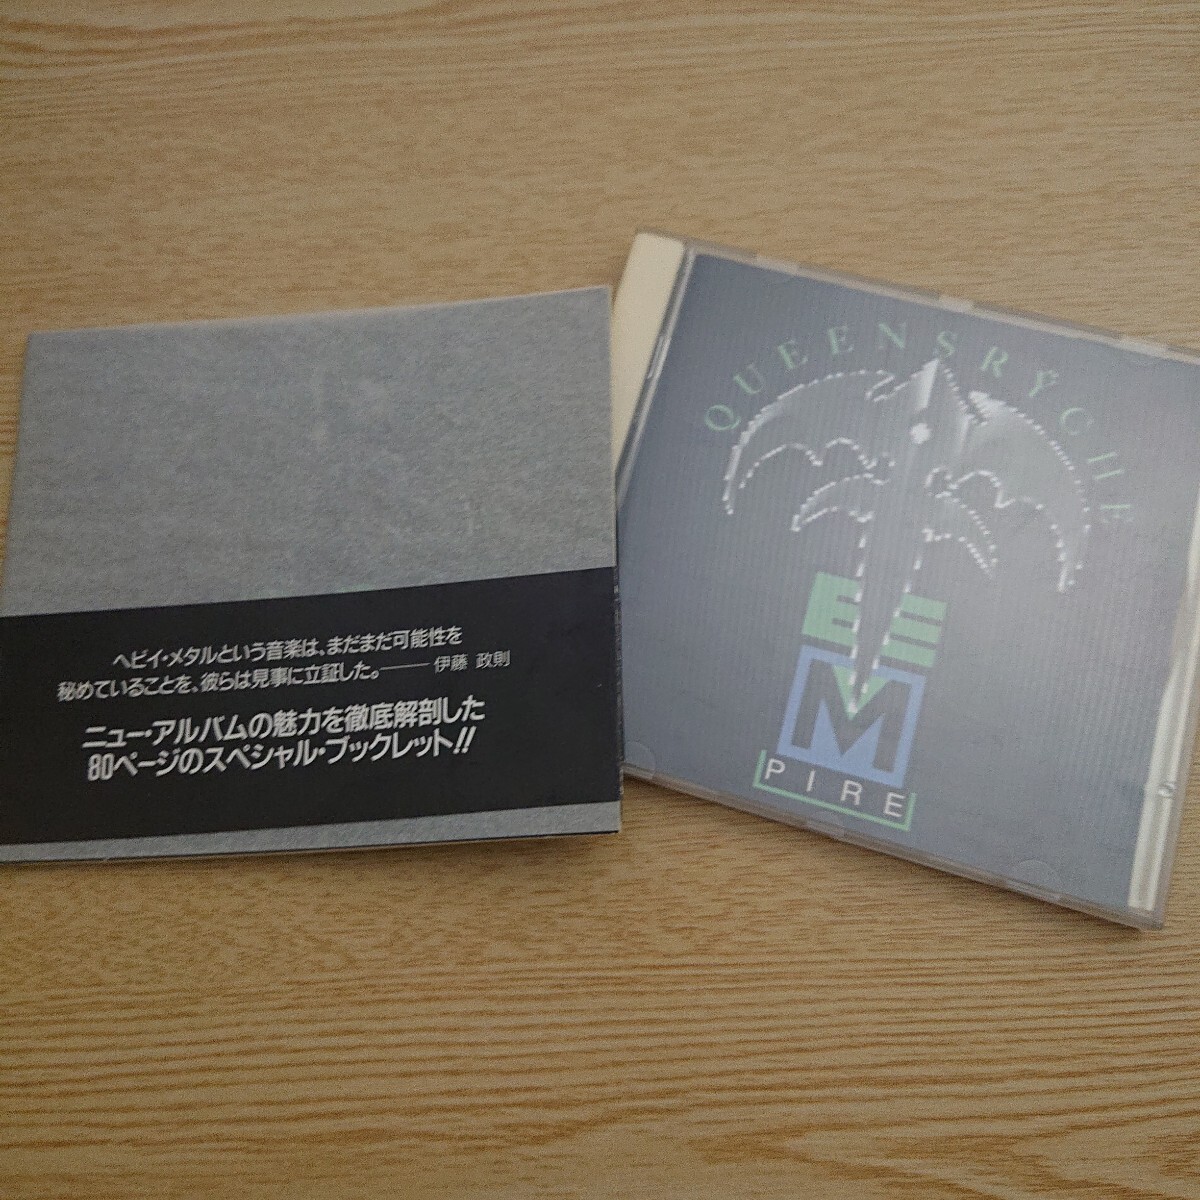 ヘビイ・メタルという音楽は、まだまだ可能性を
秘めていることを、彼らは見事に立証した。── 伊藤 政則
ニュー・アルバムの魅力を徹底解剖した
80ページのスペシャル・ブックレット!!
QUEENSRŸCHE
EM
PIRE